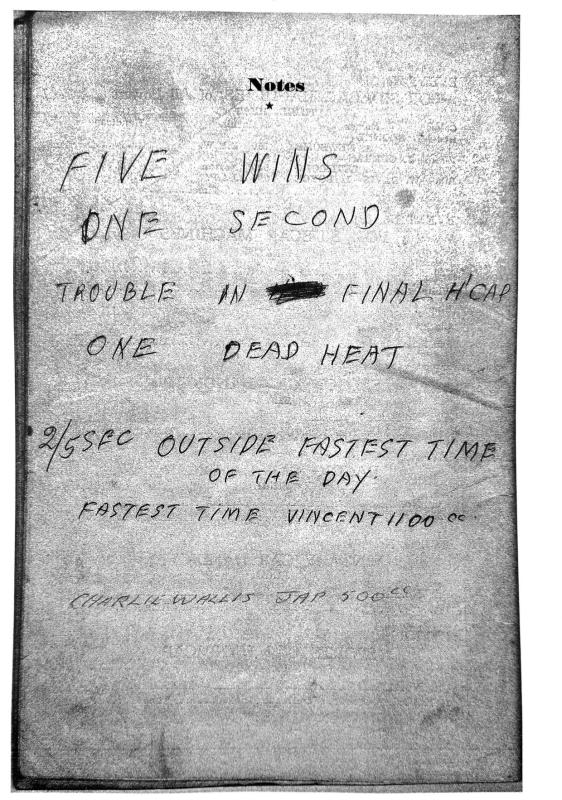 Notes
FIVE WINS
ONE SECOND
TROUBLE IN FINAL H'CAP
ONE DEAD HEAT
2/5 SEC OUTSIDE FASTEST TIME
OF THE DAY.
FASTEST TIME VINCENT 1100 cc.
CHARLIE WALLIS JAP 500cc